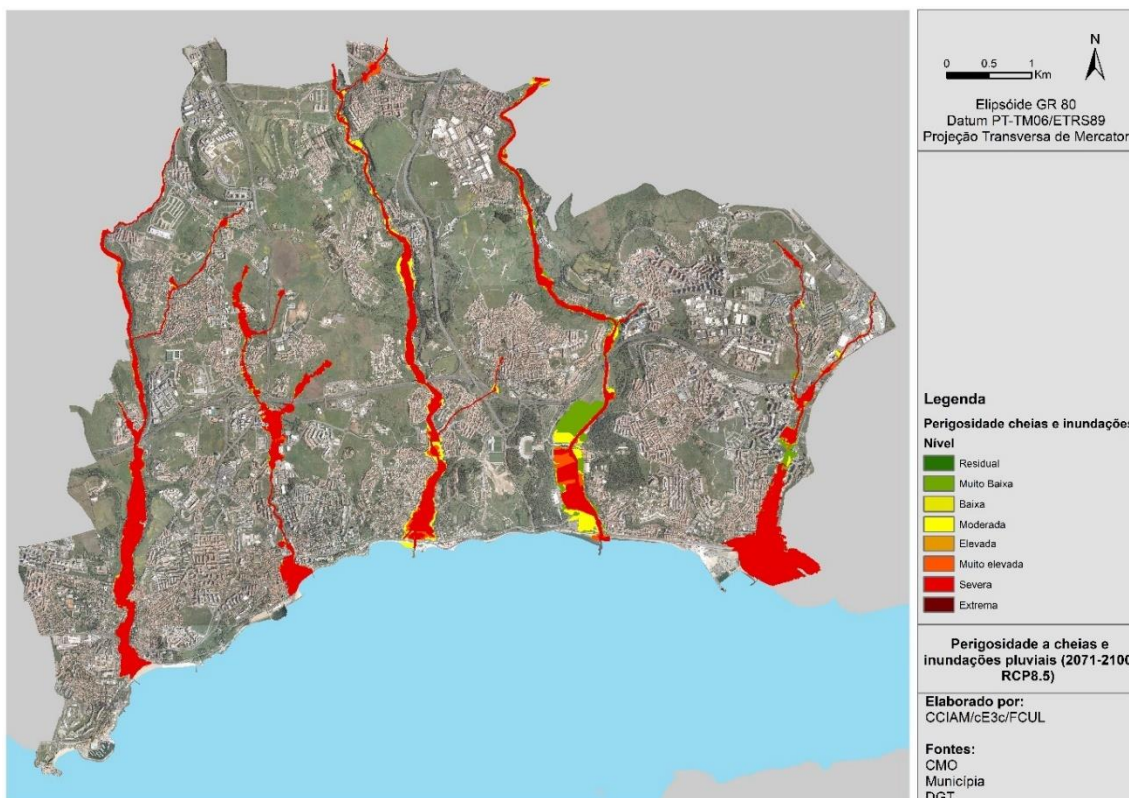 N
0 0.5 1
Km
Elipsóide GR 80
Datum PT-TM06/ETRS89
Projeção Transversa de Mercator
Legenda
Perigosidade cheias e inundações
Nível
Residual
Muito Baixa
Baixa
Moderada
Elevada
Muito elevada
Severa
Extrema
Perigosidade a cheias e
inundações pluviais (2071-2100
RCP8.5)
Elaborado por:
CCIAM/cE3c/FCUL
Fontes:
CMO
Municípia
DGT